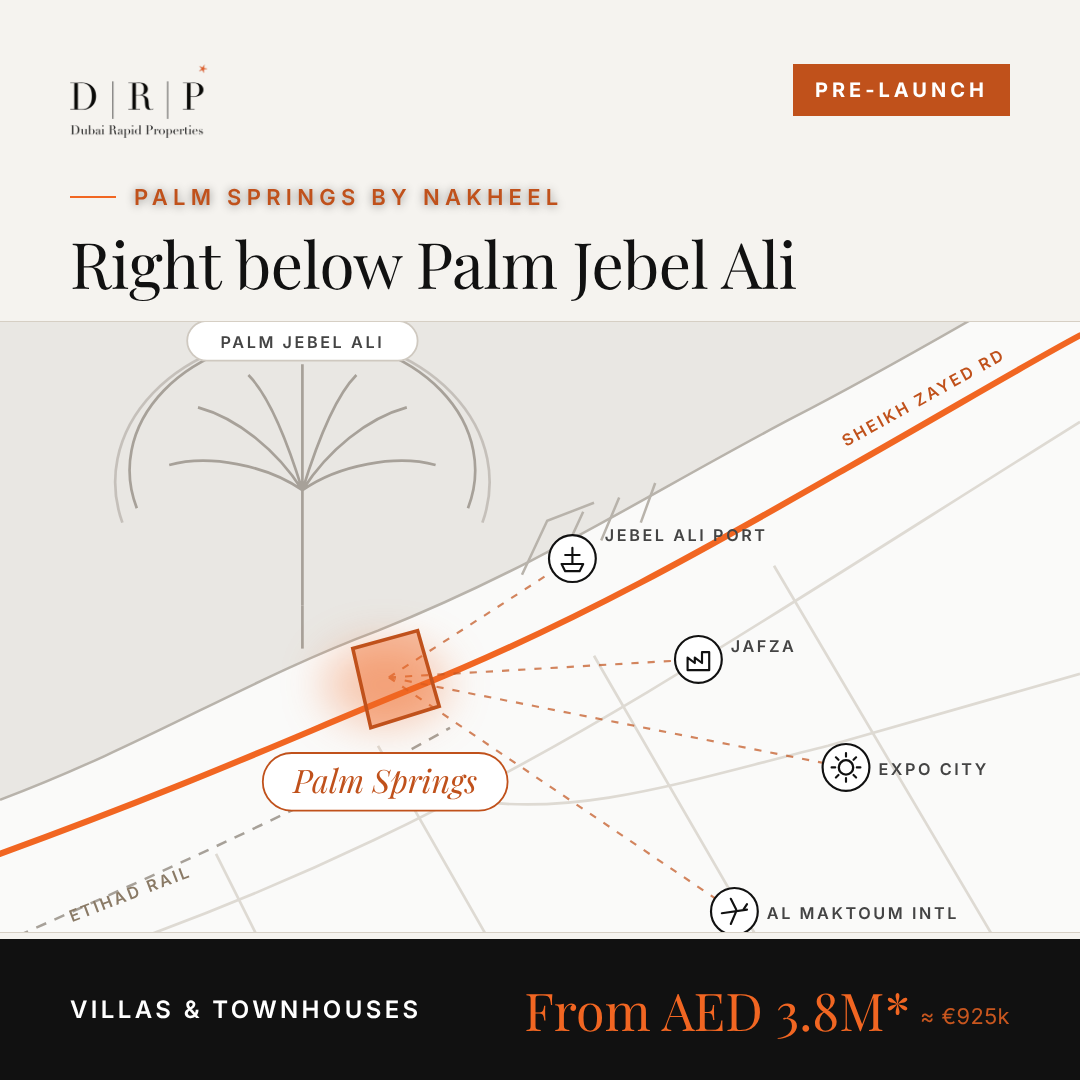 D | R | P
Dubai Rapid Properties
PRE-LAUNCH
PALM SPRINGS BY NAKHEEL
Right below Palm Jebel Ali
PALM JEBEL ALI
SHEIKH ZAYED RD
JEBEL ALI PORT
JAFZA
EXPO CITY
Palm Springs
ETIHAD RAIL
AL MAKTOUM INTL
VILLAS & TOWNHOUSES
From AED 3.8M* ≈ €925k